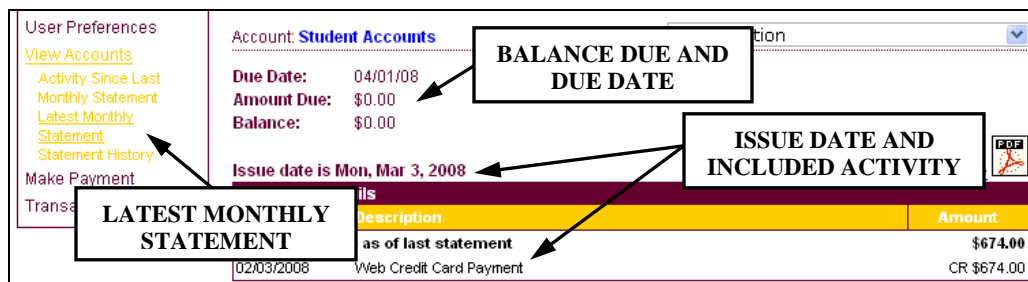 User Preferences
View Accounts
Activity Since Last
Monthly Statement
Latest Monthly
Statement
Statement History
Make Payment
Transa
LATEST MONTHLY
STATEMENT
Account: Student Accounts
tion
BALANCE DUE AND
DUE DATE
Due Date: 04/01/08
Amount Due: $0.00
Balance: $0.00
ISSUE DATE AND
INCLUDED ACTIVITY
PDF
Issue date is Mon, Mar 3, 2008
ils
Description Amount
as of last statement $674.00
02/03/2008 Web Credit Card Payment CR $674.00